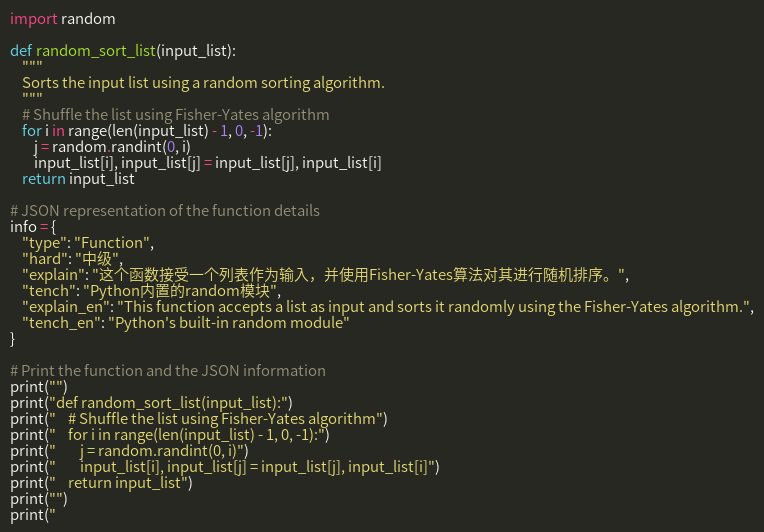 import random

def random_sort_list(input_list):
    """
    Sorts the input list using a random sorting algorithm.
    """
    # Shuffle the list using Fisher-Yates algorithm
    for i in range(len(input_list) - 1, 0, -1):
        j = random.randint(0, i)
        input_list[i], input_list[j] = input_list[j], input_list[i]
    return input_list

# JSON representation of the function details
info = {
    "type": "Function",
    "hard": "中级",
    "explain": "这个函数接受一个列表作为输入，并使用Fisher-Yates算法对其进行随机排序。",
    "tench": "Python内置的random模块",
    "explain_en": "This function accepts a list as input and sorts it randomly using the Fisher-Yates algorithm.",
    "tench_en": "Python's built-in random module"
}

# Print the function and the JSON information
print("")
print("def random_sort_list(input_list):")
print("    # Shuffle the list using Fisher-Yates algorithm")
print("    for i in range(len(input_list) - 1, 0, -1):")
print("        j = random.randint(0, i)")
print("        input_list[i], input_list[j] = input_list[j], input_list[i]")
print("    return input_list")
print("")
print("